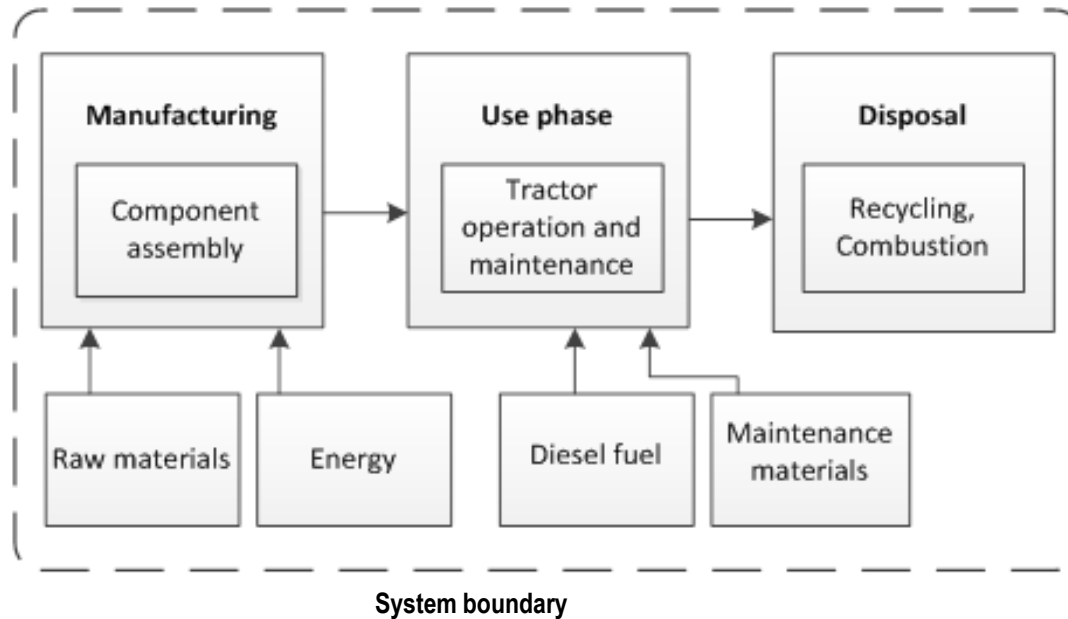 Manufacturing
Component
assembly
Use phase
Tractor
operation and
maintenance
Disposal
Recycling,
Combustion
Raw materials
Energy
Diesel fuel
Maintenance
materials
System boundary